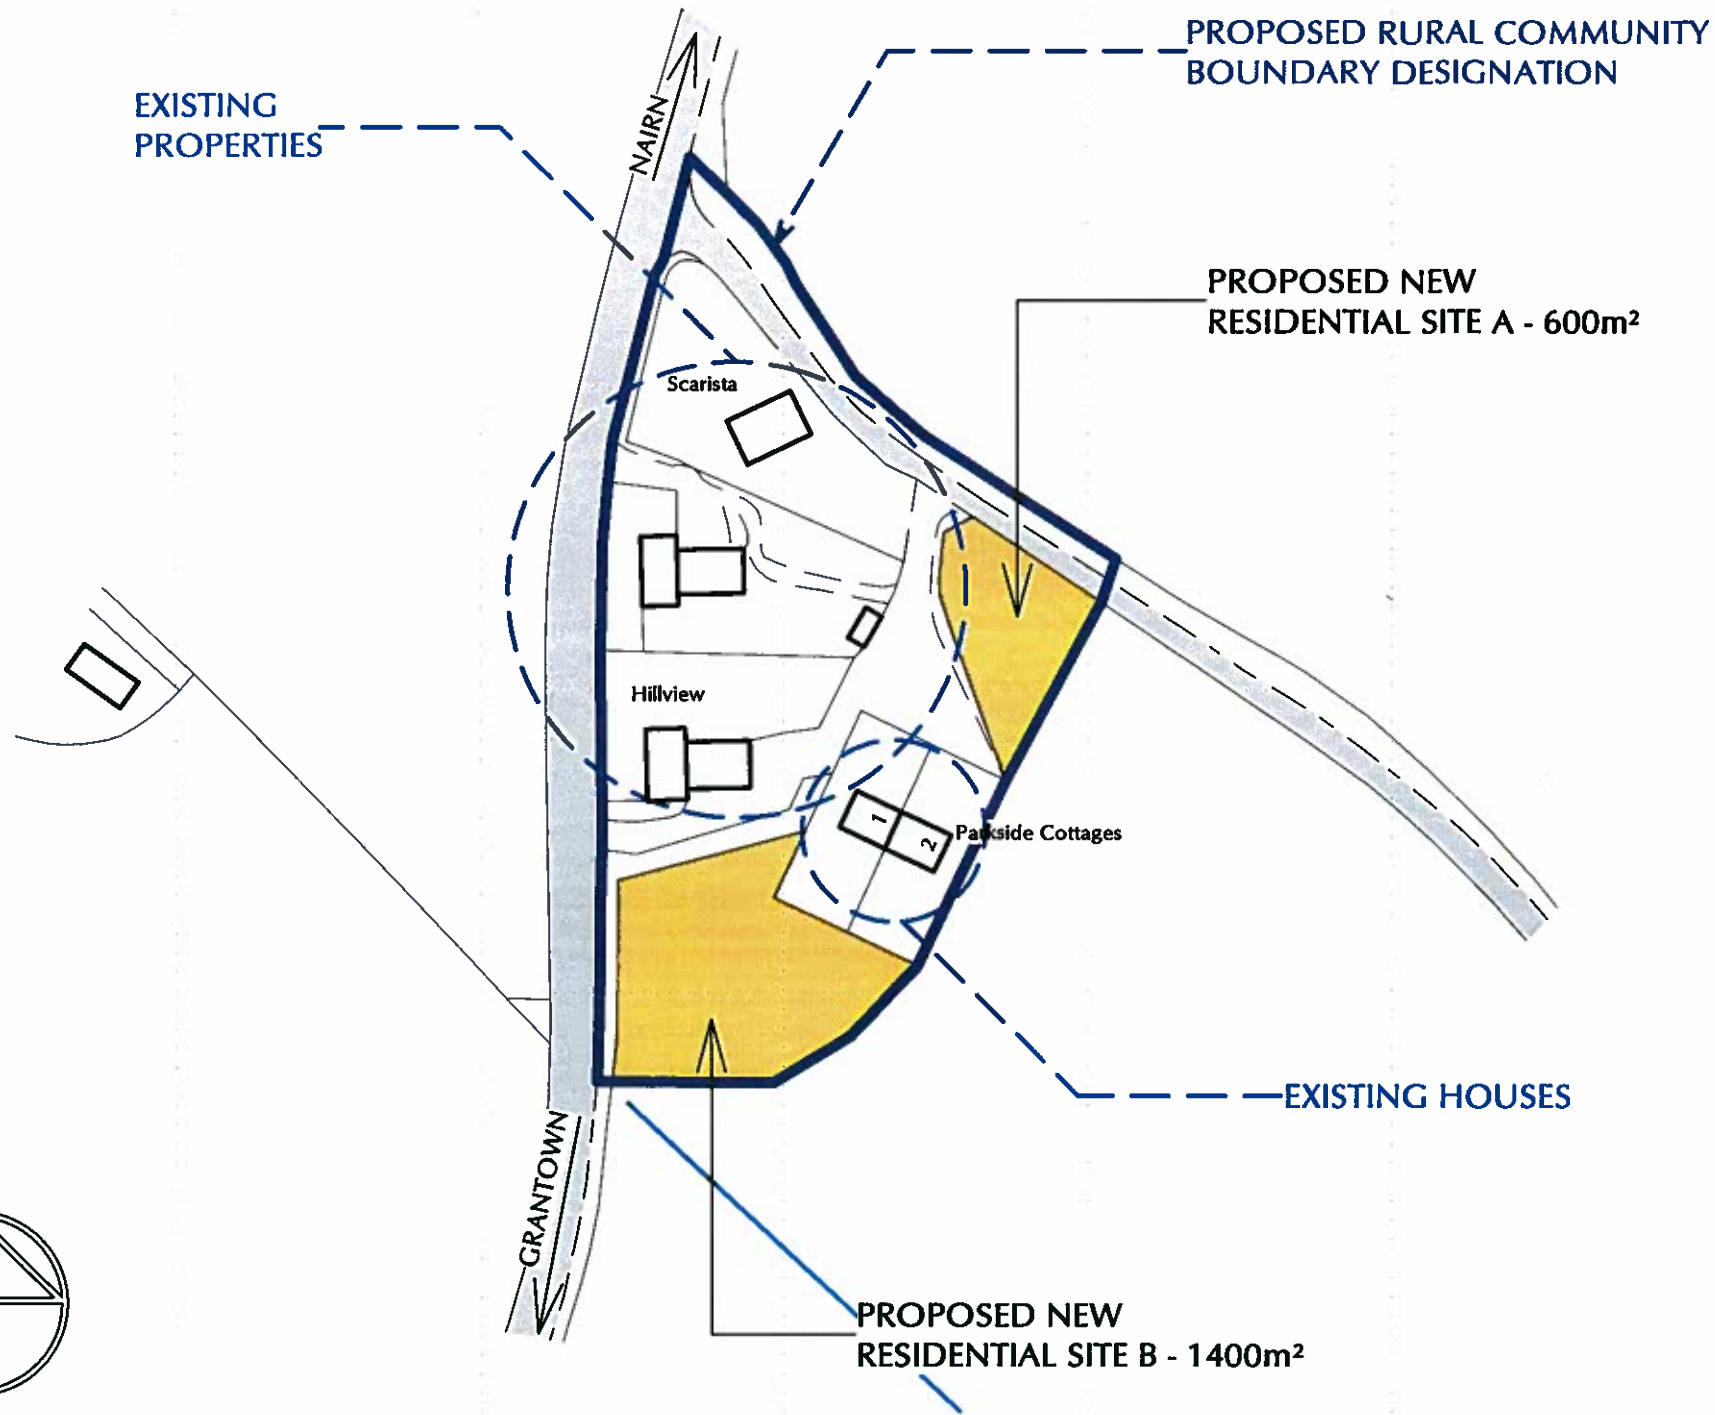 PROPOSED RURAL COMMUNITY
BOUNDARY DESIGNATION
EXISTING
PROPERTIES
NAIRN
PROPOSED NEW
RESIDENTIAL SITE A - 600m²
Scarista
Hillview
1
2
Parkside Cottages
EXISTING HOUSES
GRANTOWN
PROPOSED NEW
RESIDENTIAL SITE B - 1400m²